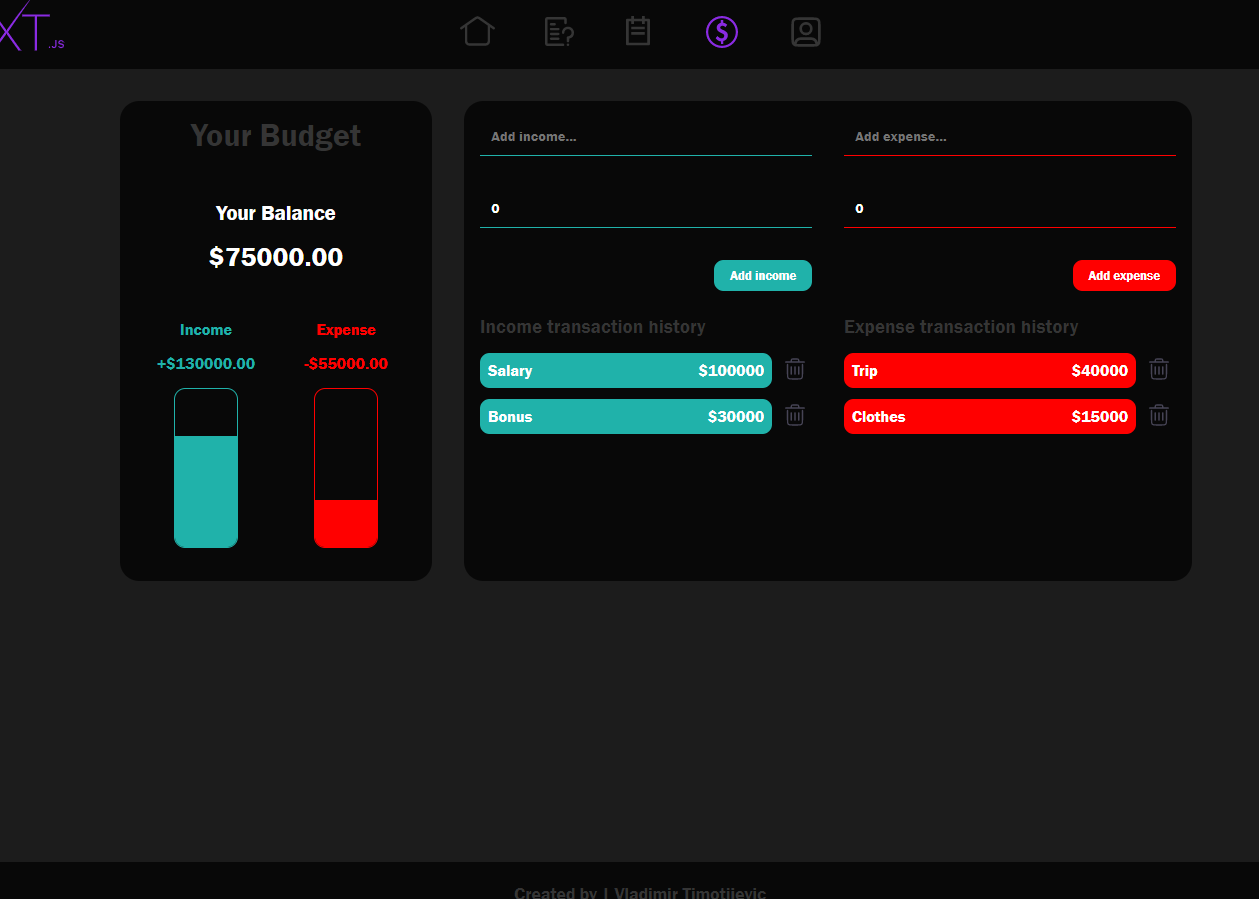 XT.JS
Your Budget
Your Balance
$75000.00
Income
Expense
+$130000.00
-$55000.00
Add income...
Add expense...
0
0
Add income
Add expense
Income transaction history
Expense transaction history
Salary $100000
Trip $40000
Bonus $30000
Clothes $15000
Created by | Vladimir Timotijevic